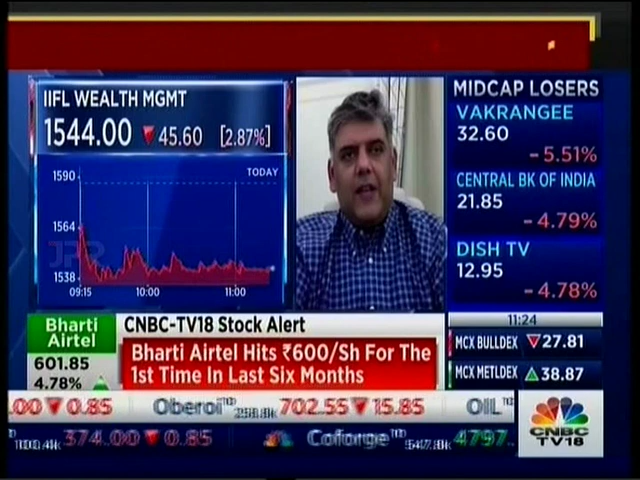 IIFL WEALTH MGMT
1544.00 ▼ 45.60 [2.87%]
TODAY
1590
1564
1538
09:15 10:00 11:00
MIDCAP LOSERS
VAKRANGEE
32.60
-5.51%
CENTRAL BK OF INDIA
21.85
-4.79%
DISH TV
12.95
-4.78%
11:24
MCX BULLDEX ▼27.81
MCX METLDEX ▲38.87
Bharti
Airtel
601.85
4.78%
CNBC-TV18 Stock Alert
Bharti Airtel Hits ₹600/Sh For The
1st Time In Last Six Months
.00 ▼ 0.85 Oberoi 702.55 ▼ 15.85 OIL
374.00 ▼ 0.85 Coforge 4797
CNBC
TV18